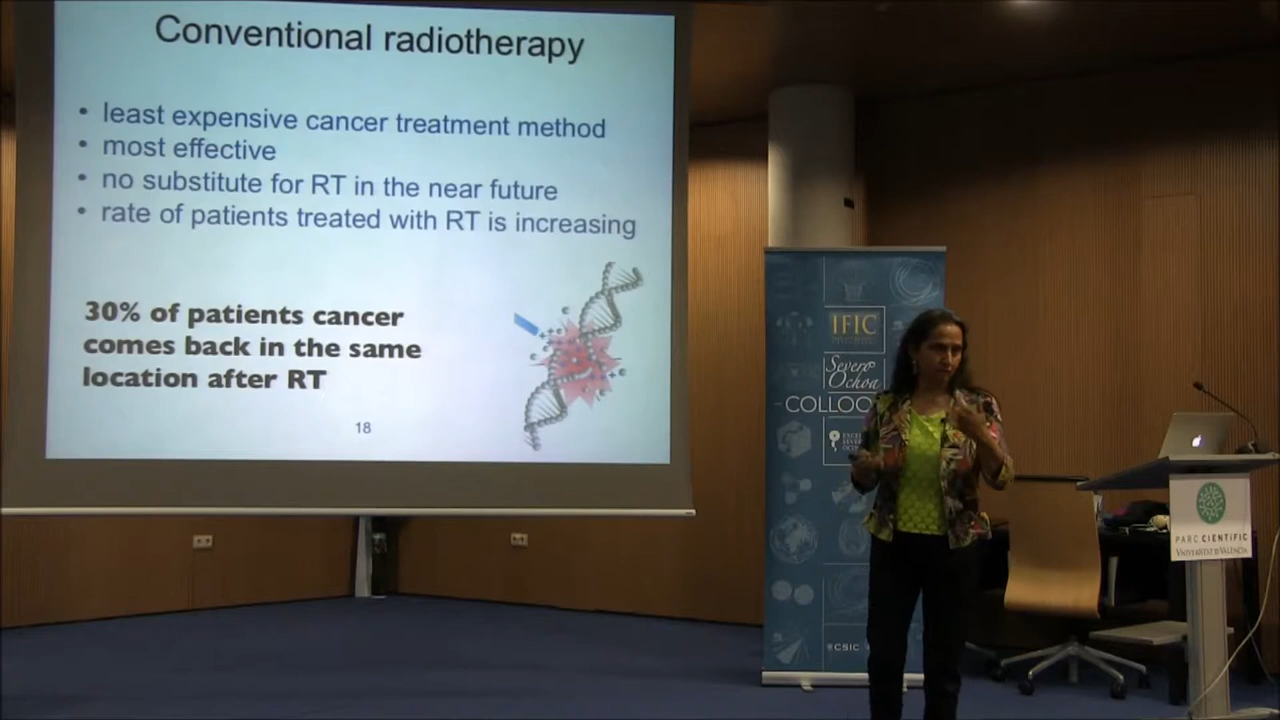 Conventional radiotherapy
• least expensive cancer treatment method
• most effective
• no substitute for RT in the near future
• rate of patients treated with RT is increasing
30% of patients cancer
comes back in the same
location after RT
18
IFIC
Severo
Ochoa
COLLOQ
CSIC
PARC CIENTÍFIC